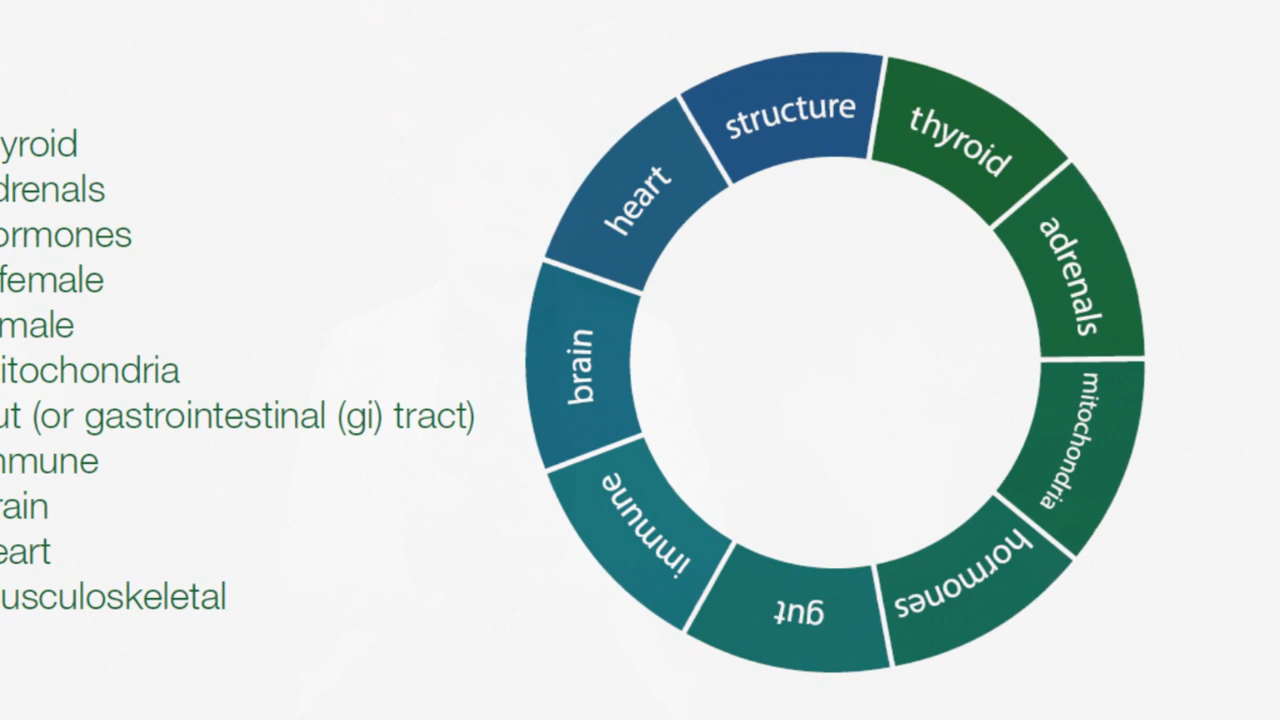 yroid
drenals
ormones
female
male
itochondria
ut (or gastrointestinal (gi) tract)
mmune
rain
eart
usculoskeletal
structure
thyroid
adrenals
mitochondria
hormones
gut
immune
brain
heart